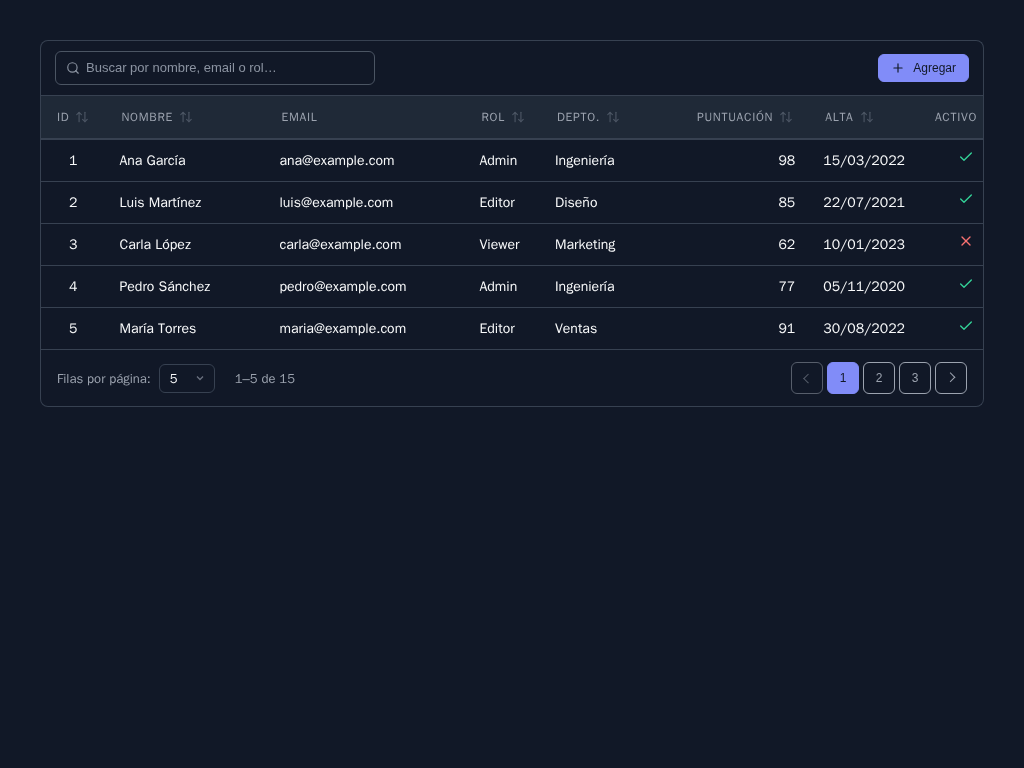 Buscar por nombre, email o rol…
Agregar
ID NOMBRE EMAIL ROL DEPTO. PUNTUACIÓN ALTA ACTIVO
1 Ana García ana@example.com Admin Ingeniería 98 15/03/2022
2 Luis Martínez luis@example.com Editor Diseño 85 22/07/2021
3 Carla López carla@example.com Viewer Marketing 62 10/01/2023
4 Pedro Sánchez pedro@example.com Admin Ingeniería 77 05/11/2020
5 María Torres maria@example.com Editor Ventas 91 30/08/2022
Filas por página: 5 1–5 de 15 1 2 3